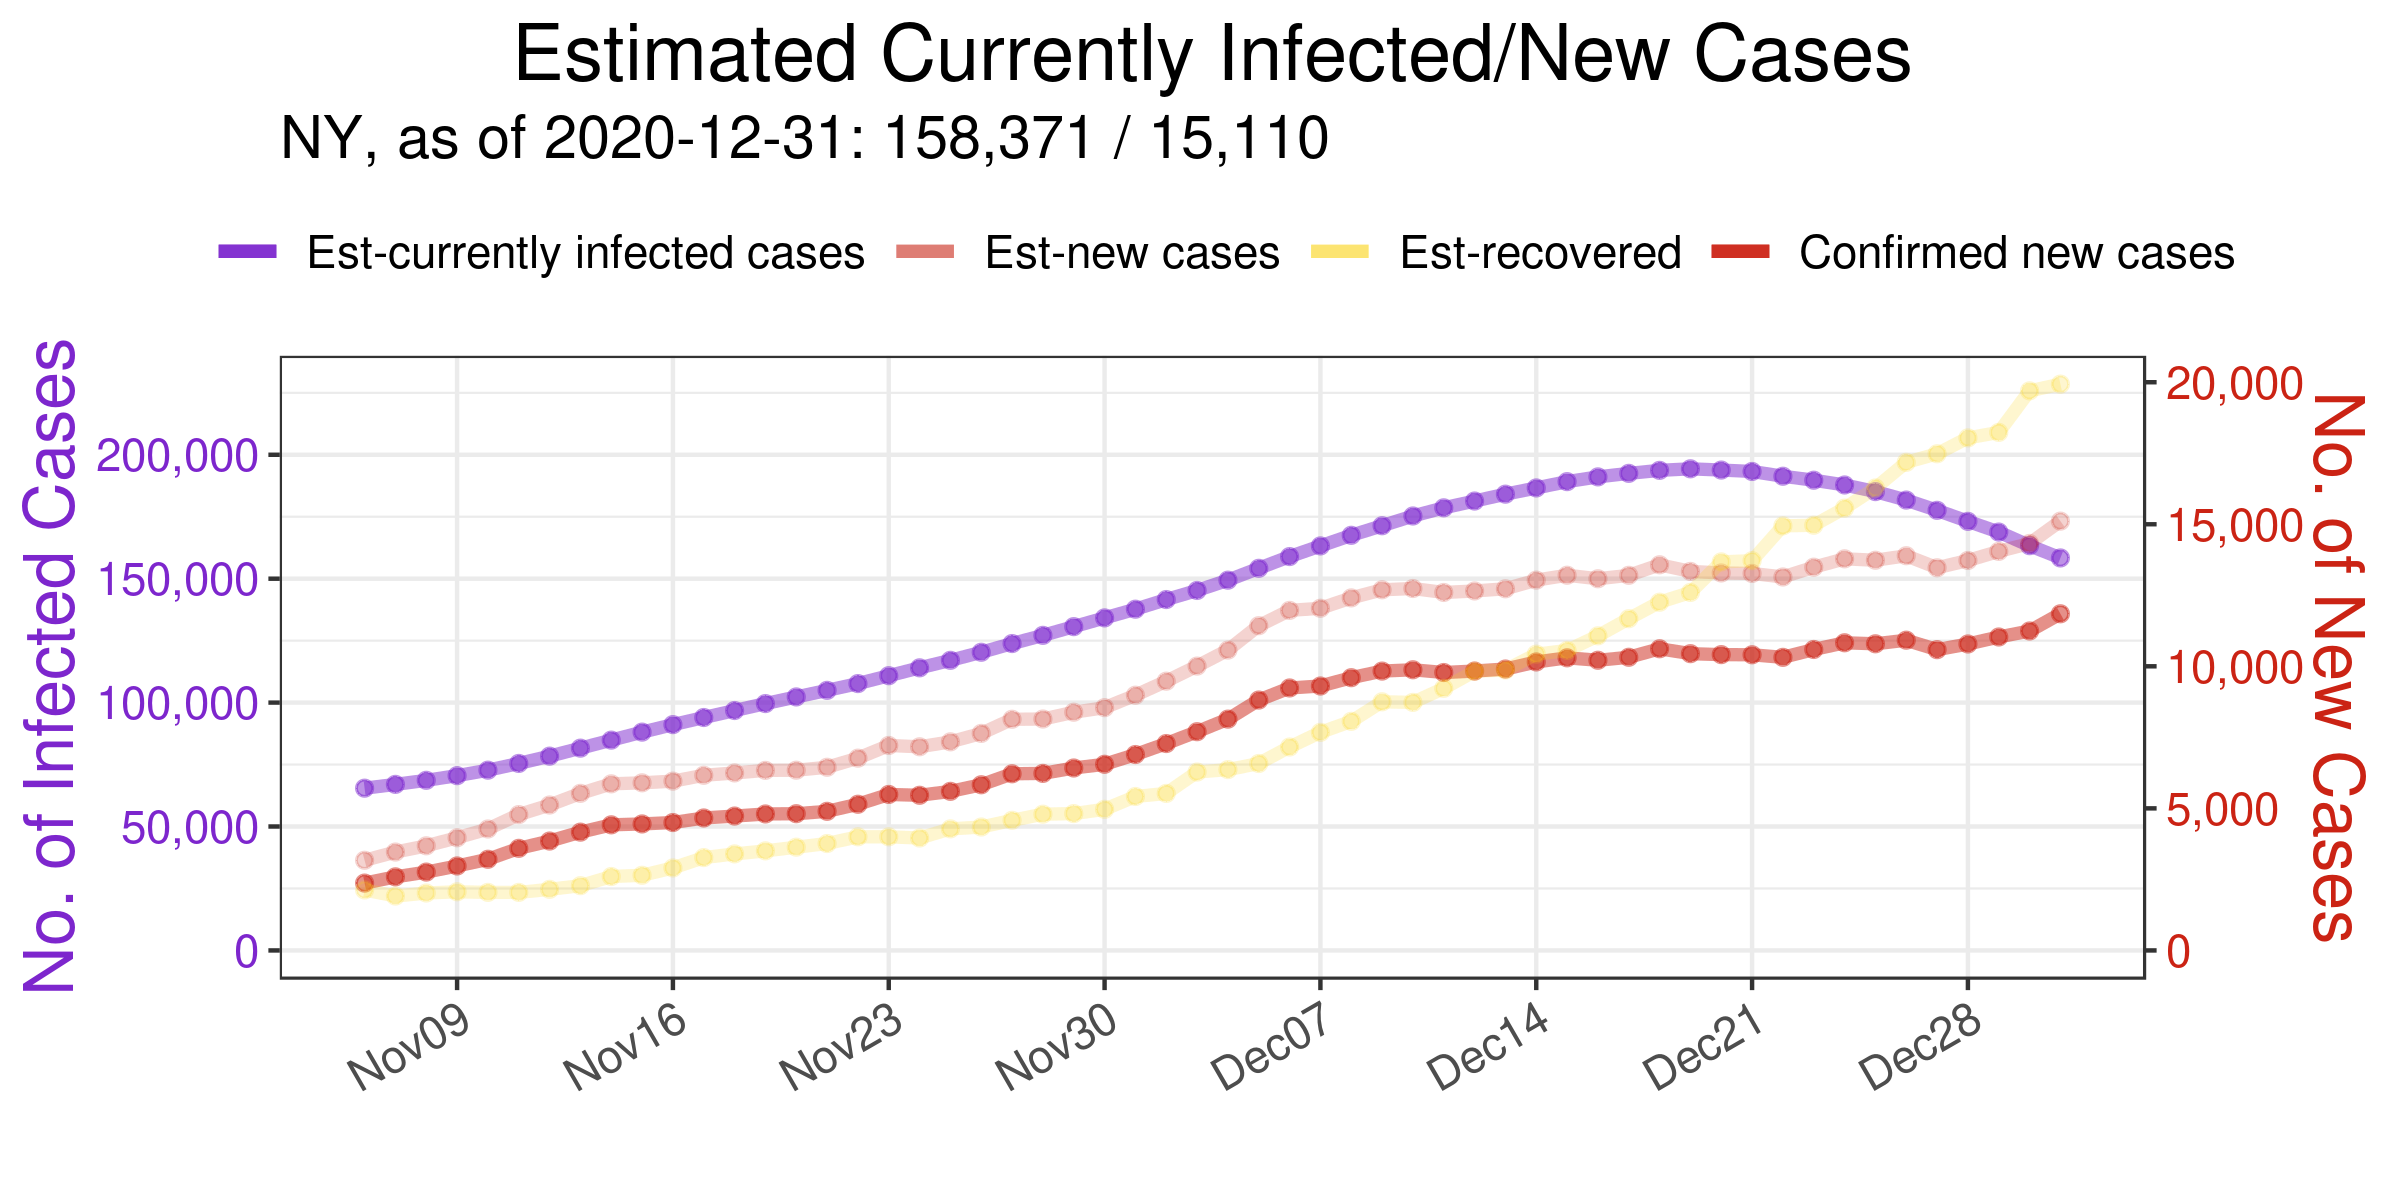 Estimated Currently Infected/New Cases
NY, as of 2020-12-31: 158,371 / 15,110
Est-currently infected cases Est-new cases Est-recovered Confirmed new cases
No. of Infected Cases
200,000
150,000
100,000
50,000
0
20,000
15,000
10,000
5,000
0
No. of New Cases
Nov09 Nov16 Nov23 Nov30 Dec07 Dec14 Dec21 Dec28